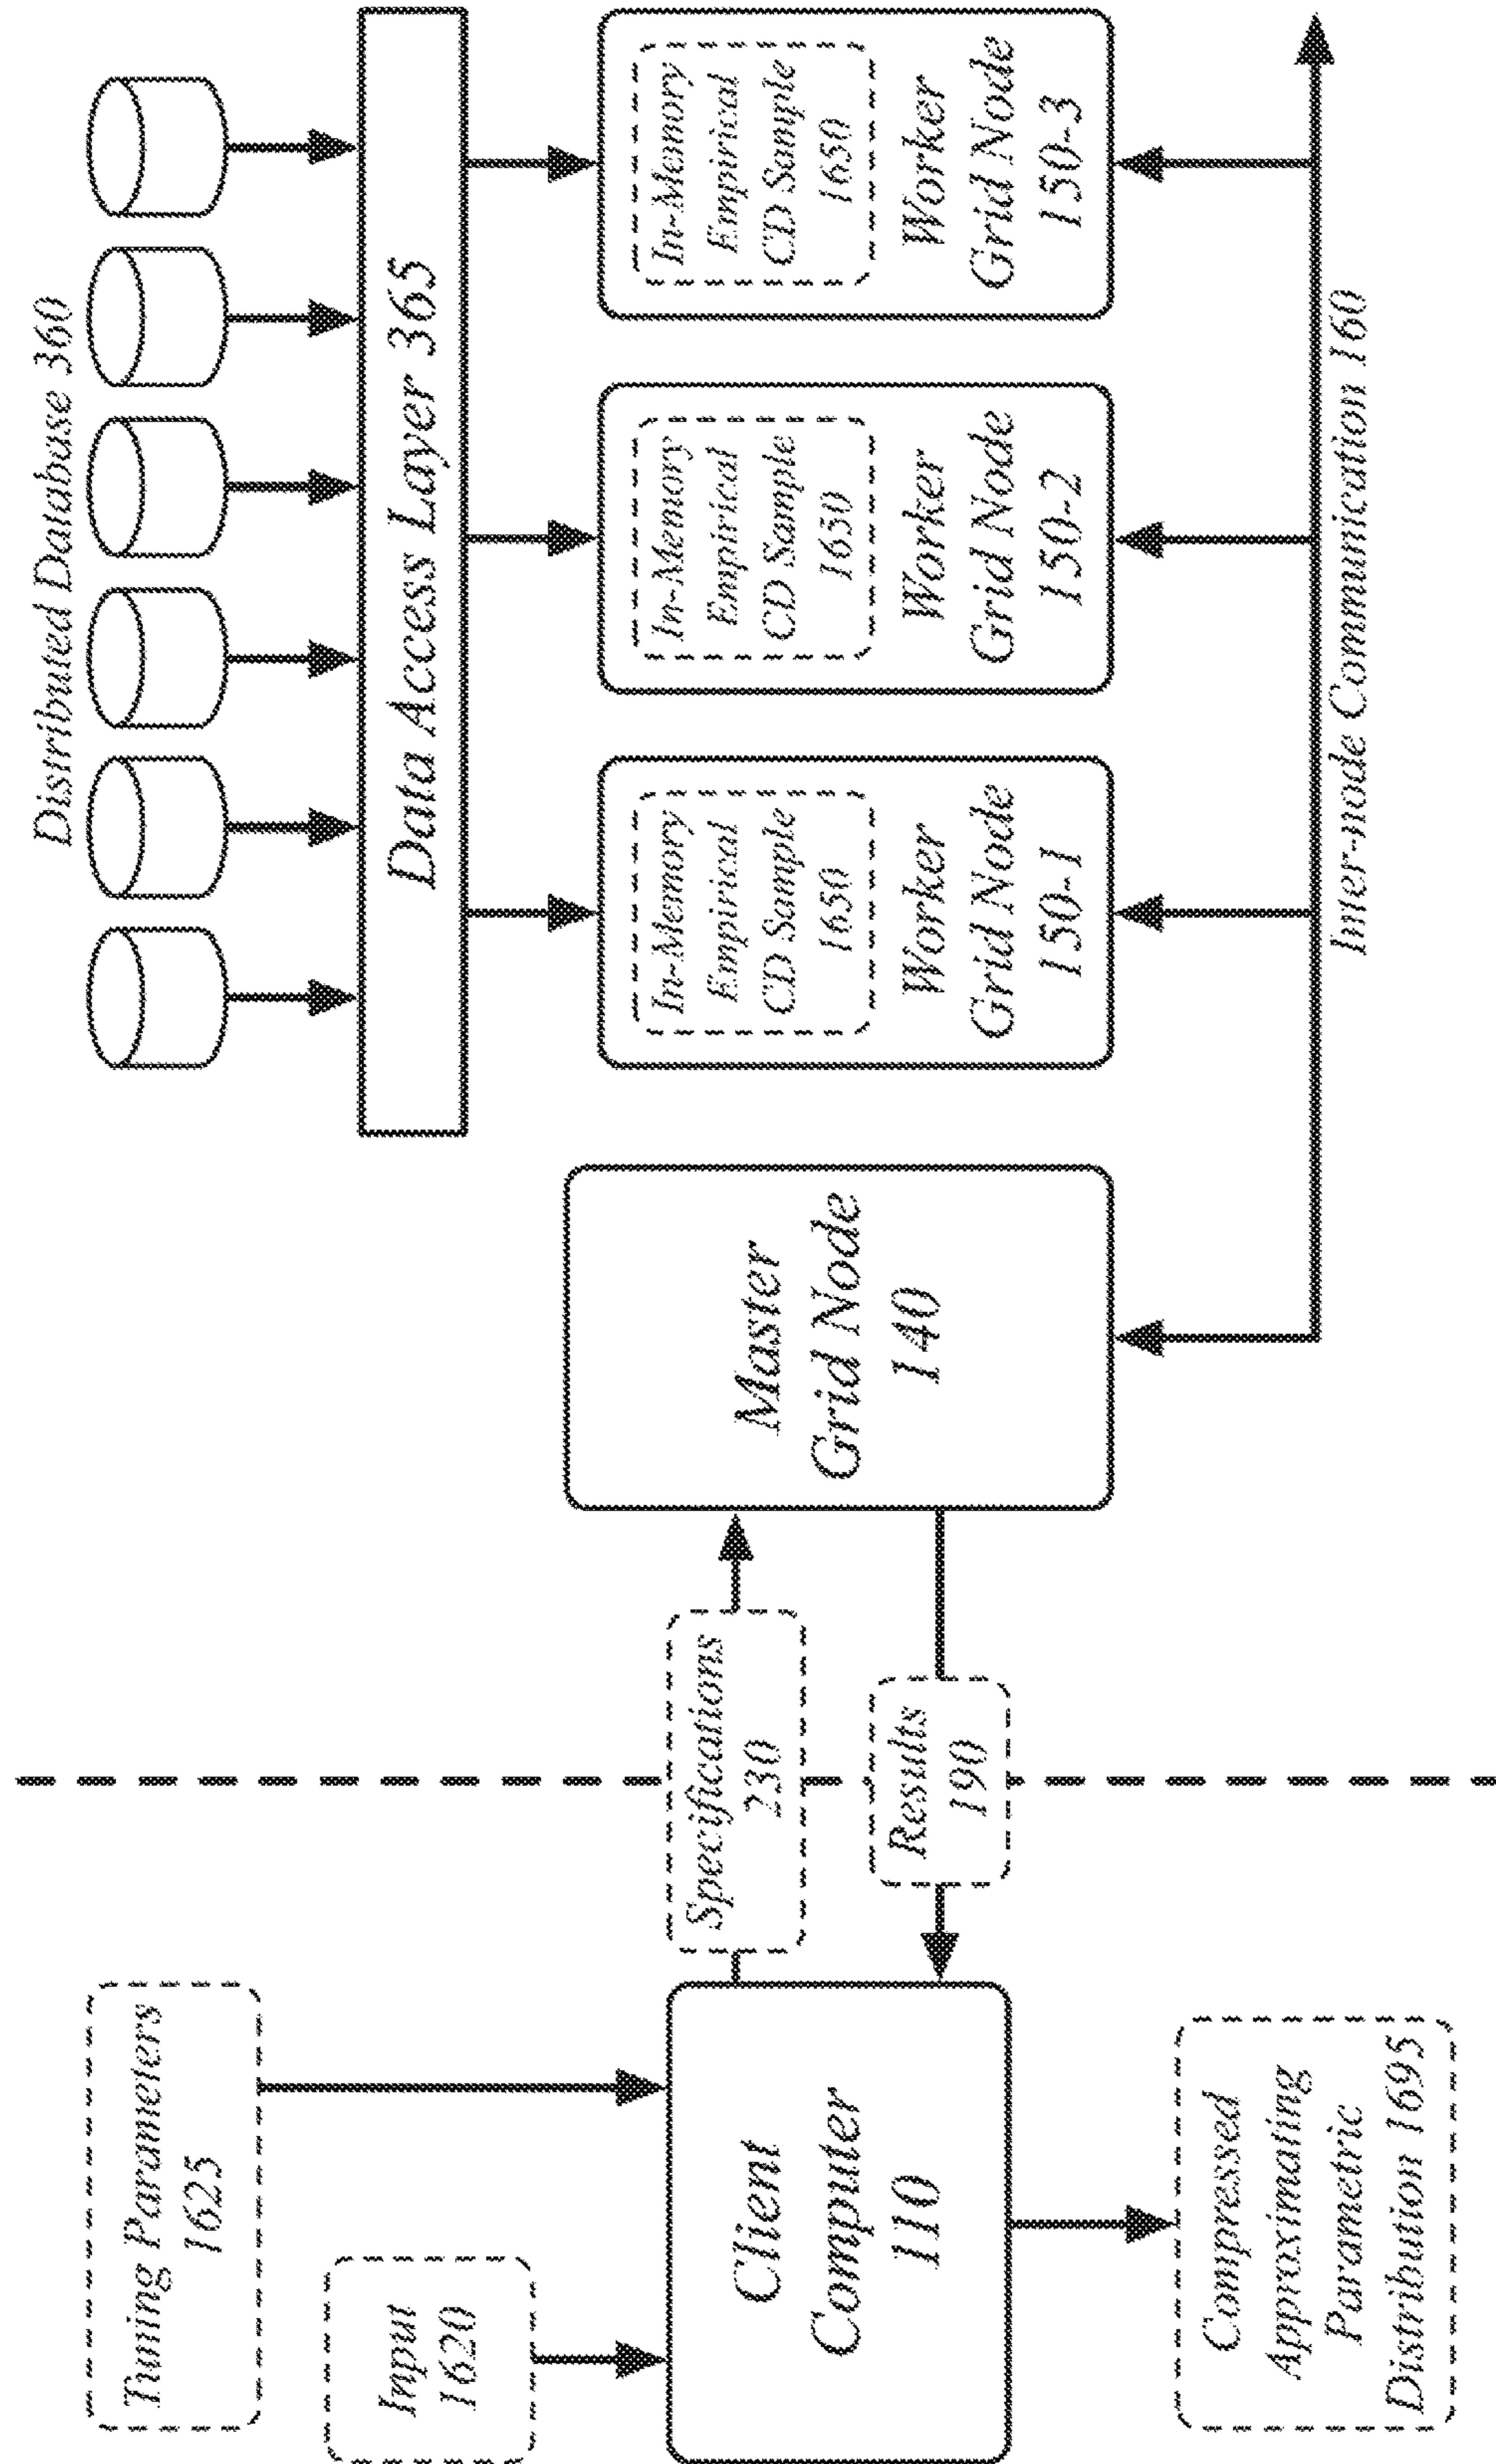 Tuning Parameters
1625
Input
1620
Client
Computer
110
Compressed
Approximating
Parametric
Distribution 1695
Specifications
230
Results
190
Master
Grid Node
140
Distributed Database 360
Data Access Layer 365
In-Memory
Empirical
CD Sample
1650
Worker
Grid Node
150-1
In-Memory
Empirical
CD Sample
1650
Worker
Grid Node
150-2
In-Memory
Empirical
CD Sample
1650
Worker
Grid Node
150-3
Inter-node Communication 160